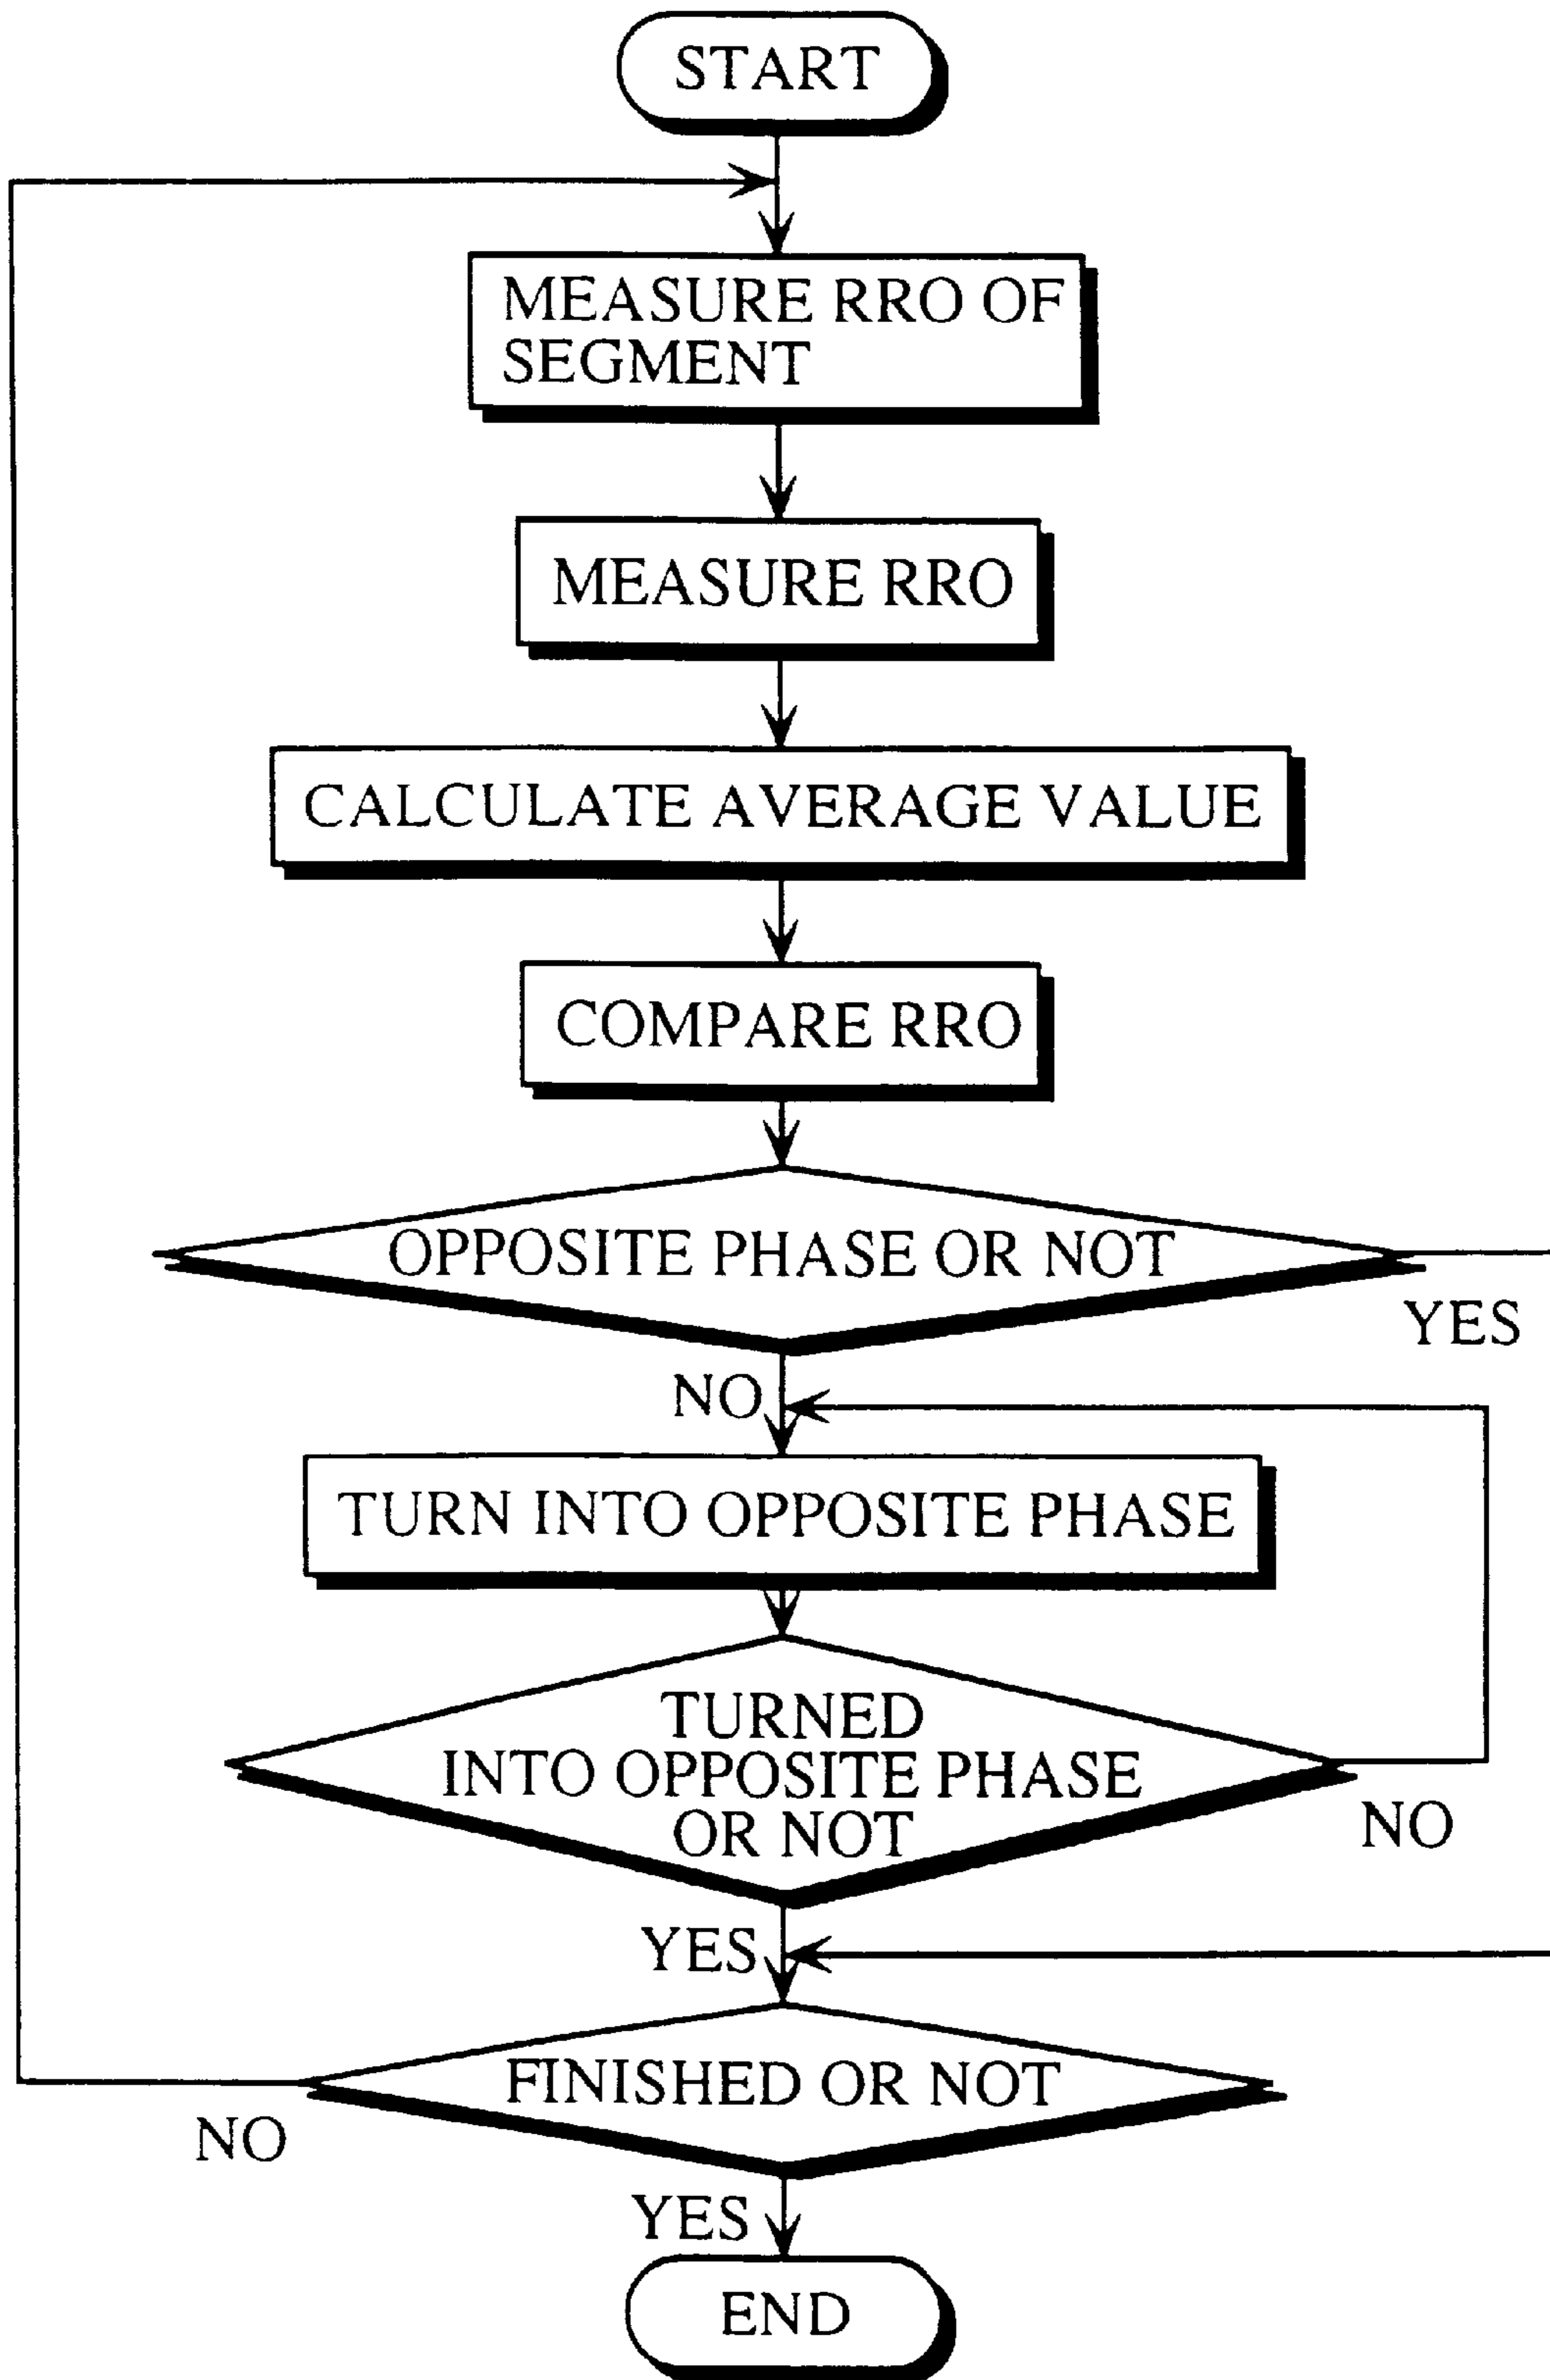 START
MEASURE RRO OF
SEGMENT
MEASURE RRO
CALCULATE AVERAGE VALUE
COMPARE RRO
OPPOSITE PHASE OR NOT
YES
NO
TURN INTO OPPOSITE PHASE
TURNED
INTO OPPOSITE PHASE
OR NOT
NO
YES
FINISHED OR NOT
NO
YES
END